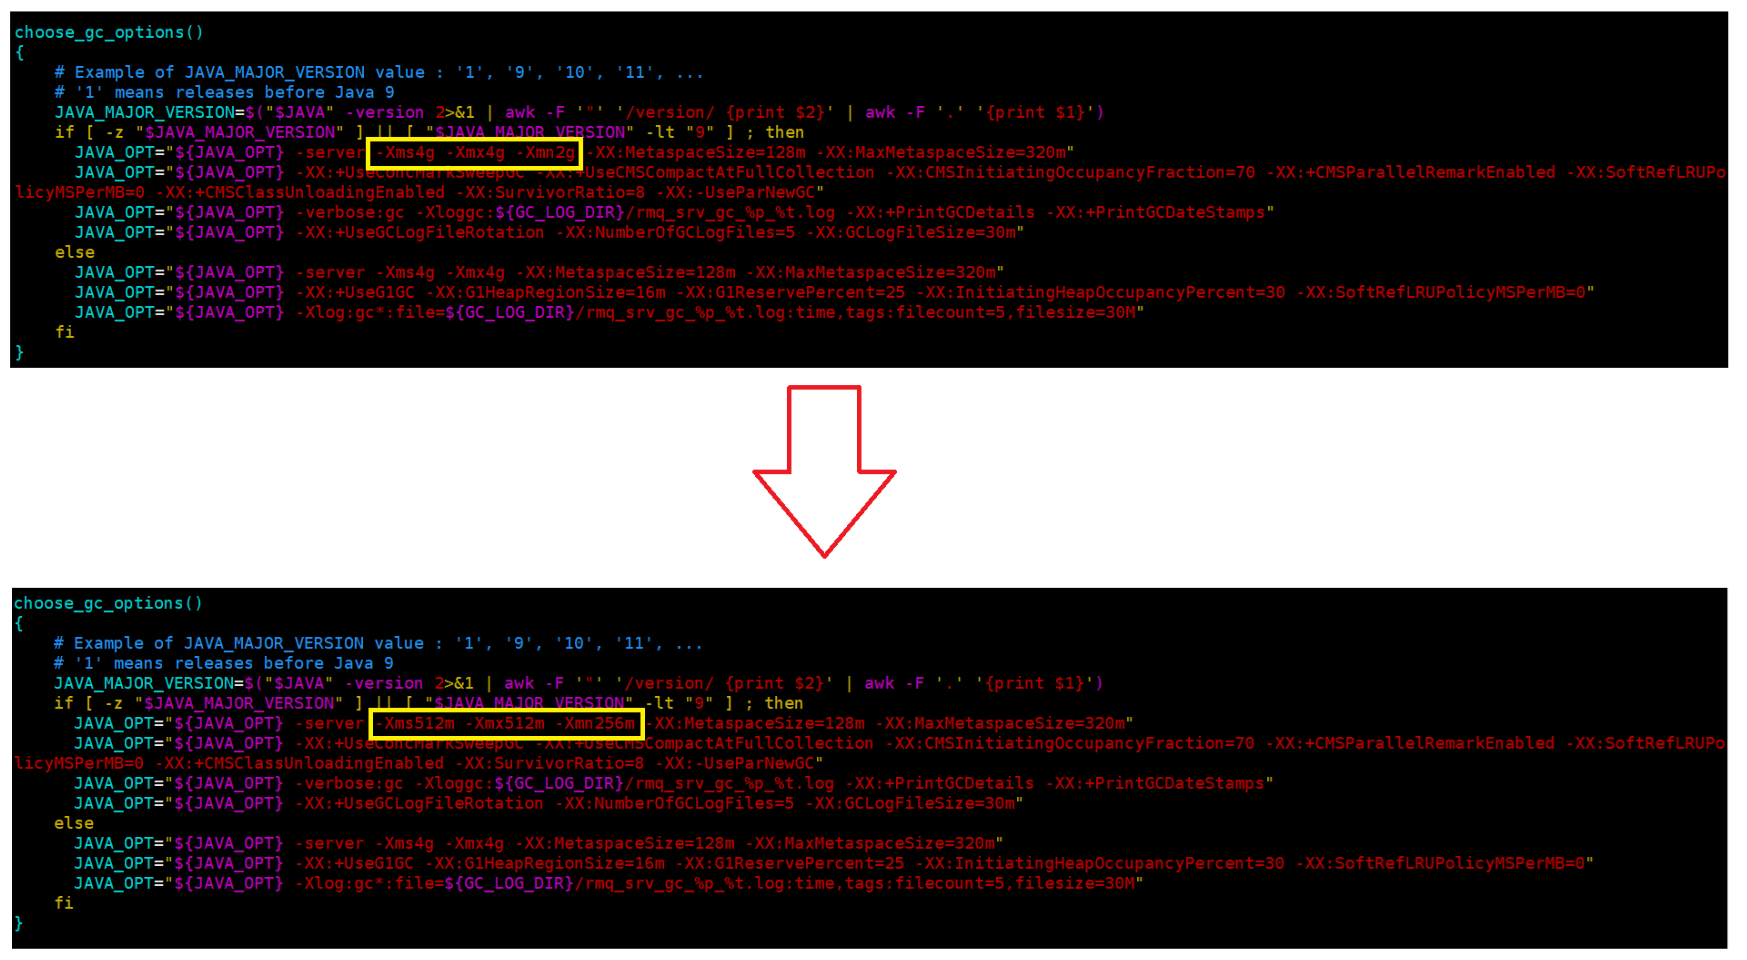 choose_gc_options()
{
    # Example of JAVA_MAJOR_VERSION value : '1', '9', '10', '11', ...
    # '1' means releases before Java 9
    JAVA_MAJOR_VERSION=$("$JAVA" -version 2>&1 | awk -F '"' '/version/ {print $2}' | awk -F '.' '{print $1}')
    if [ -z "$JAVA_MAJOR_VERSION" ] || [ "$JAVA_MAJOR_VERSION" -lt "9" ] ; then
      JAVA_OPT="${JAVA_OPT} -server -Xms4g -Xmx4g -Xmn2g -XX:MetaspaceSize=128m -XX:MaxMetaspaceSize=320m"
      JAVA_OPT="${JAVA_OPT} -XX:+UseConcMarkSweepGC -XX:+UseCMSCompactAtFullCollection -XX:CMSInitiatingOccupancyFraction=70 -XX:+CMSParallelRemarkEnabled -XX:SoftRefLRUPo
licyMSPerMB=0 -XX:+CMSClassUnloadingEnabled -XX:SurvivorRatio=8 -XX:-UseParNewGC"
      JAVA_OPT="${JAVA_OPT} -verbose:gc -Xloggc:${GC_LOG_DIR}/rmq_srv_gc_%p_%t.log -XX:+PrintGCDetails -XX:+PrintGCDateStamps"
      JAVA_OPT="${JAVA_OPT} -XX:+UseGCLogFileRotation -XX:NumberOfGCLogFiles=5 -XX:GCLogFileSize=30m"
    else
      JAVA_OPT="${JAVA_OPT} -server -Xms4g -Xmx4g -XX:MetaspaceSize=128m -XX:MaxMetaspaceSize=320m"
      JAVA_OPT="${JAVA_OPT} -XX:+UseG1GC -XX:G1HeapRegionSize=16m -XX:G1ReservePercent=25 -XX:InitiatingHeapOccupancyPercent=30 -XX:SoftRefLRUPolicyMSPerMB=0"
      JAVA_OPT="${JAVA_OPT} -Xlog:gc*:file=${GC_LOG_DIR}/rmq_srv_gc_%p_%t.log:time,tags:filecount=5,filesize=30M"
    fi
}
choose_gc_options()
{
    # Example of JAVA_MAJOR_VERSION value : '1', '9', '10', '11', ...
    # '1' means releases before Java 9
    JAVA_MAJOR_VERSION=$("$JAVA" -version 2>&1 | awk -F '"' '/version/ {print $2}' | awk -F '.' '{print $1}')
    if [ -z "$JAVA_MAJOR_VERSION" ] || [ "$JAVA_MAJOR_VERSION" -lt "9" ] ; then
      JAVA_OPT="${JAVA_OPT} -server -Xms512m -Xmx512m -Xmn256m -XX:MetaspaceSize=128m -XX:MaxMetaspaceSize=320m"
      JAVA_OPT="${JAVA_OPT} -XX:+UseConcMarkSweepGC -XX:+UseCMSCompactAtFullCollection -XX:CMSInitiatingOccupancyFraction=70 -XX:+CMSParallelRemarkEnabled -XX:SoftRefLRUPo
licyMSPerMB=0 -XX:+CMSClassUnloadingEnabled -XX:SurvivorRatio=8 -XX:-UseParNewGC"
      JAVA_OPT="${JAVA_OPT} -verbose:gc -Xloggc:${GC_LOG_DIR}/rmq_srv_gc_%p_%t.log -XX:+PrintGCDetails -XX:+PrintGCDateStamps"
      JAVA_OPT="${JAVA_OPT} -XX:+UseGCLogFileRotation -XX:NumberOfGCLogFiles=5 -XX:GCLogFileSize=30m"
    else
      JAVA_OPT="${JAVA_OPT} -server -Xms4g -Xmx4g -XX:MetaspaceSize=128m -XX:MaxMetaspaceSize=320m"
      JAVA_OPT="${JAVA_OPT} -XX:+UseG1GC -XX:G1HeapRegionSize=16m -XX:G1ReservePercent=25 -XX:InitiatingHeapOccupancyPercent=30 -XX:SoftRefLRUPolicyMSPerMB=0"
      JAVA_OPT="${JAVA_OPT} -Xlog:gc*:file=${GC_LOG_DIR}/rmq_srv_gc_%p_%t.log:time,tags:filecount=5,filesize=30M"
    fi
}